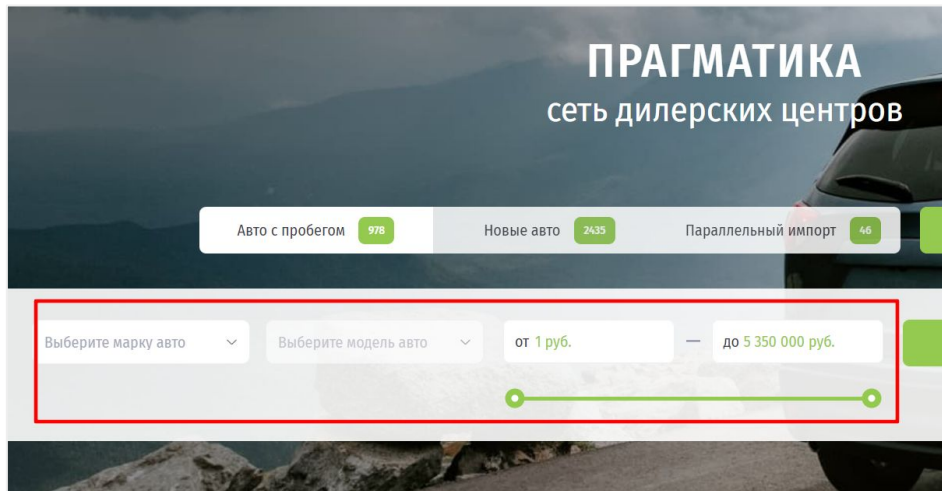 ПРАГМАТИКА
сеть дилерских центров
Авто с пробегом 978 Новые авто 2435 Параллельный импорт 46
Выберите марку авто Выберите модель авто от 1 руб. — до 5 350 000 руб.